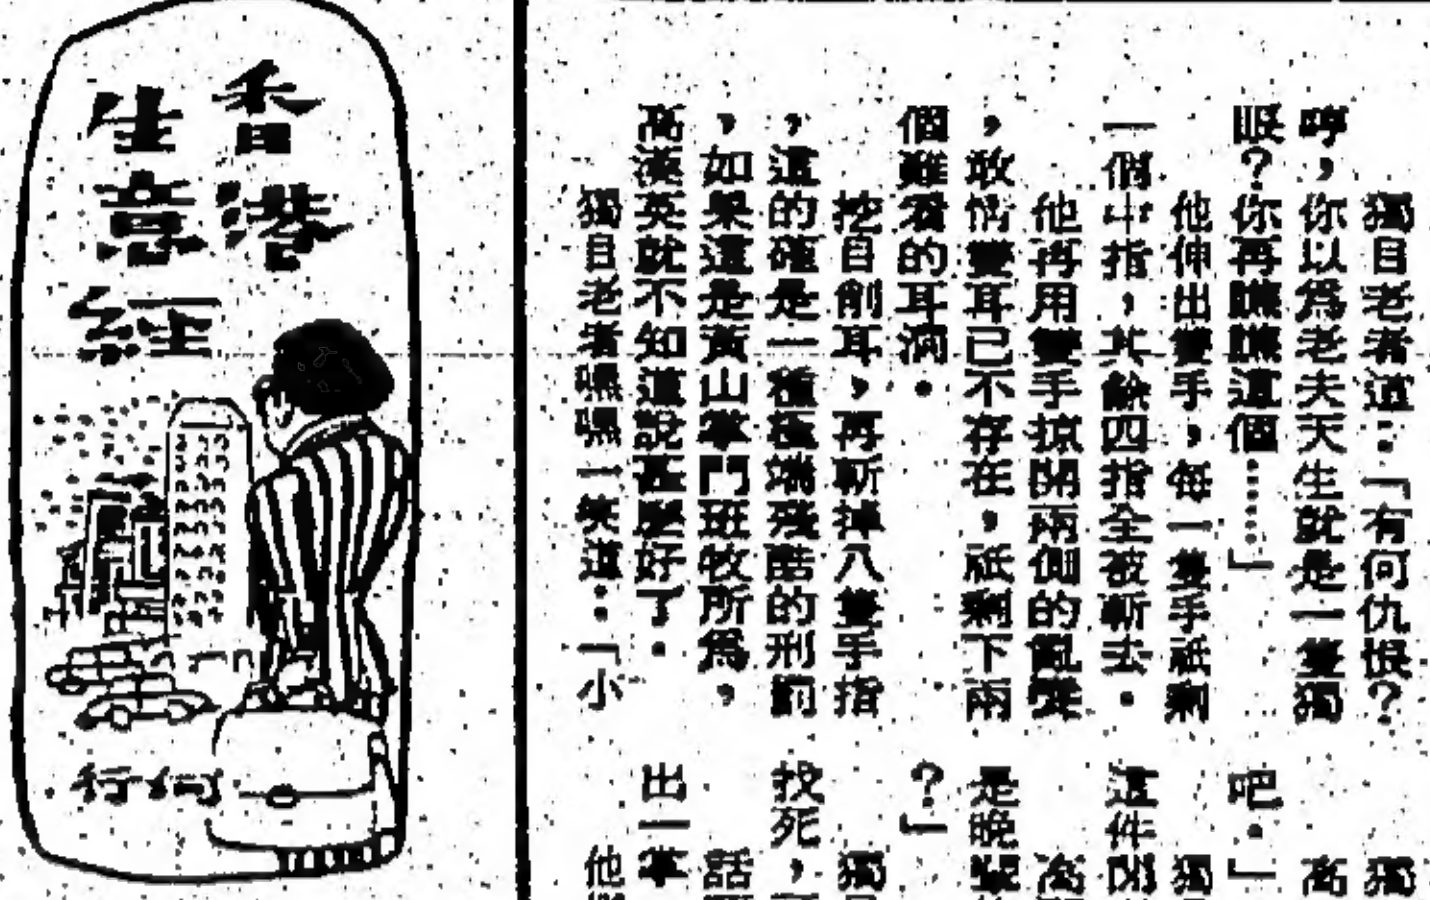 獨目老者道：「有何仇恨？
哼，你以爲老夫天生就是一隻獨
眼？你再瞧瞧這個……」
他伸出雙手，每一隻手祇剩
一個中指，其餘四指全被斬去。
他再用雙手掠開兩側的亂髮
，敢情雙耳已不存在，祇剩下兩
個難看的耳洞。
挖目削耳，再斬掉八隻手指
，這的確是一種極端殘酷的刑罰
，如果這是黃山掌門班牧所爲，
高漢英就不知道說甚麼好了。
獨目老者嘿嘿一笑道：「小
吧。」
這件
是晚
？」
找死，
話
出一掌
他
香港
生意經
何行